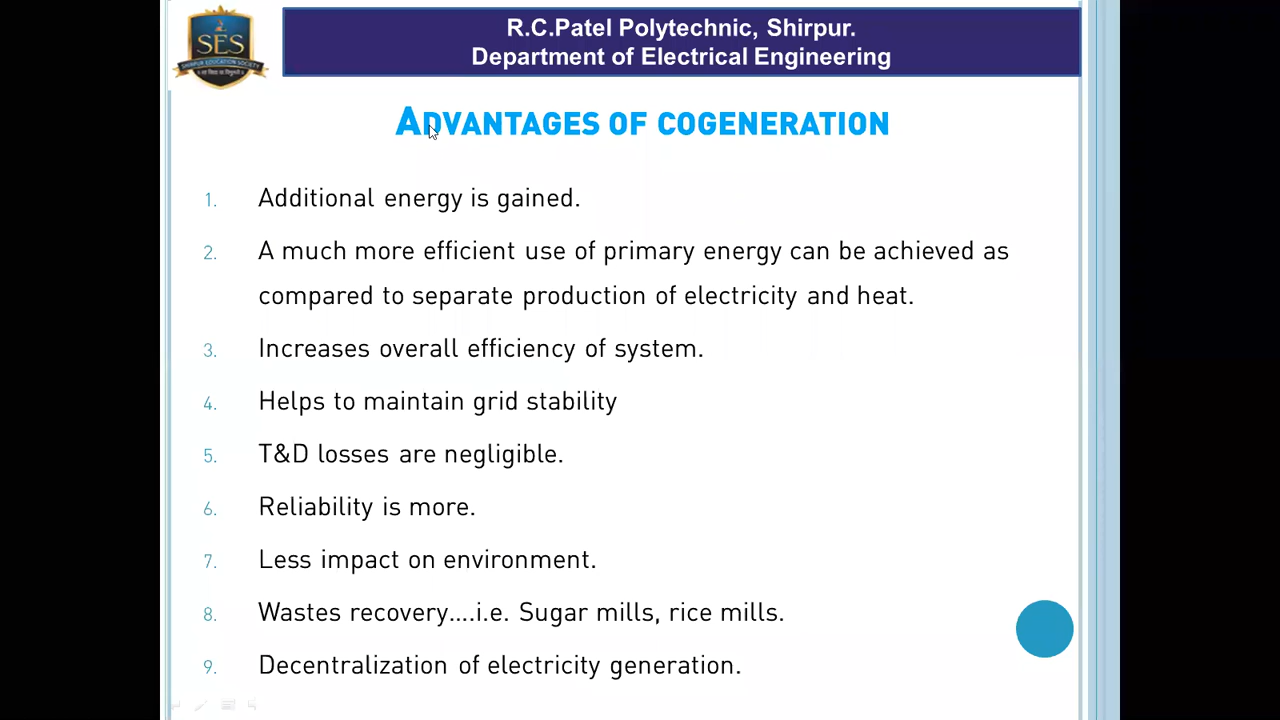 SES
SHIRPUR EDUCATION SOCIETY
R.C.Patel Polytechnic, Shirpur.
Department of Electrical Engineering
ADVANTAGES OF COGENERATION
1. Additional energy is gained.
2. A much more efficient use of primary energy can be achieved as
compared to separate production of electricity and heat.
3. Increases overall efficiency of system.
4. Helps to maintain grid stability
5. T&D losses are negligible.
6. Reliability is more.
7. Less impact on environment.
8. Wastes recovery....i.e. Sugar mills, rice mills.
9. Decentralization of electricity generation.